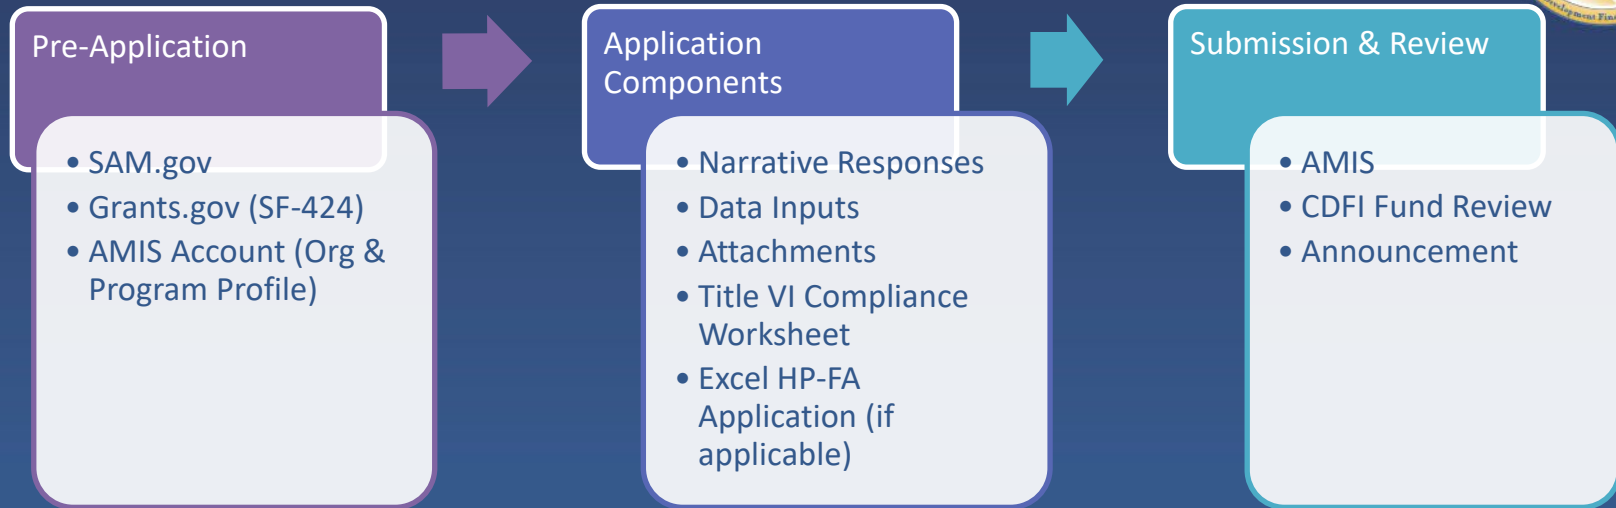 Pre-Application
• SAM.gov
• Grants.gov (SF-424)
• AMIS Account (Org &
Program Profile)
Application
Components
• Narrative Responses
• Data Inputs
• Attachments
• Title VI Compliance
Worksheet
• Excel HP-FA
Application (if
applicable)
Submission & Review
• AMIS
• CDFI Fund Review
• Announcement